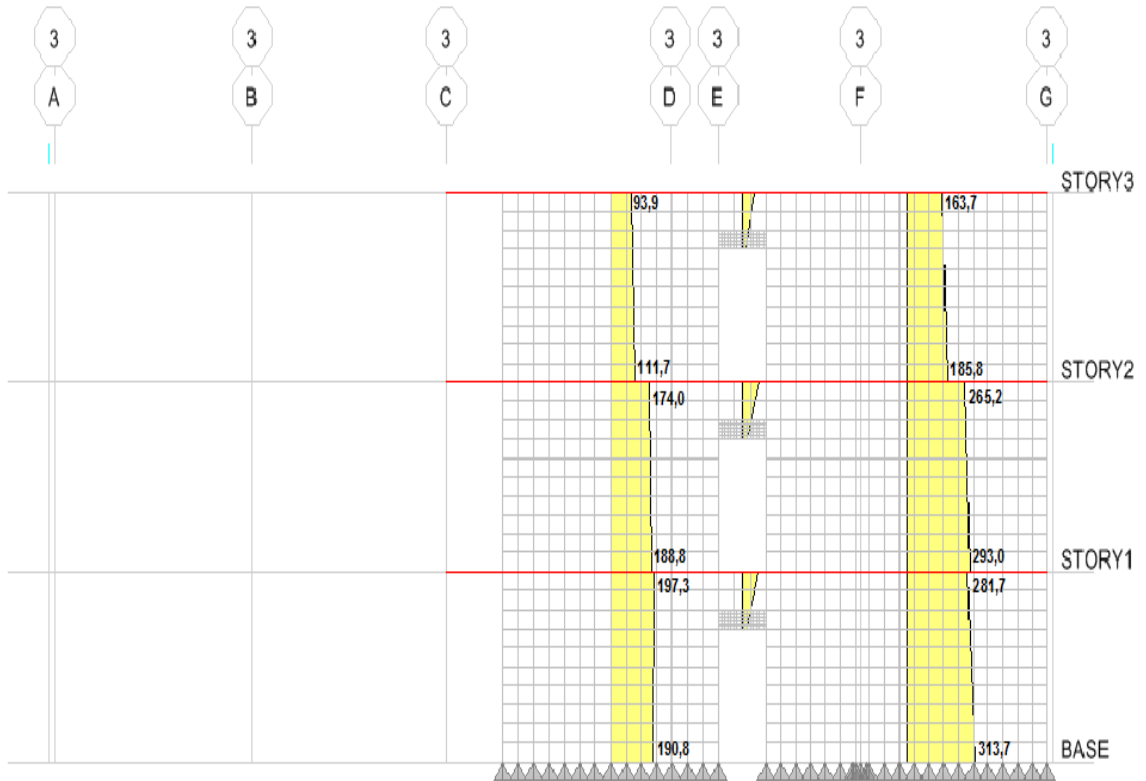 3 3 3 3 3 3 3
A B C D E F G
STORY3
93,9 163,7
111,7 185,8 STORY2
174,0 265,2
188,8 293,0 STORY1
197,3 281,7
190,8 313,7 BASE